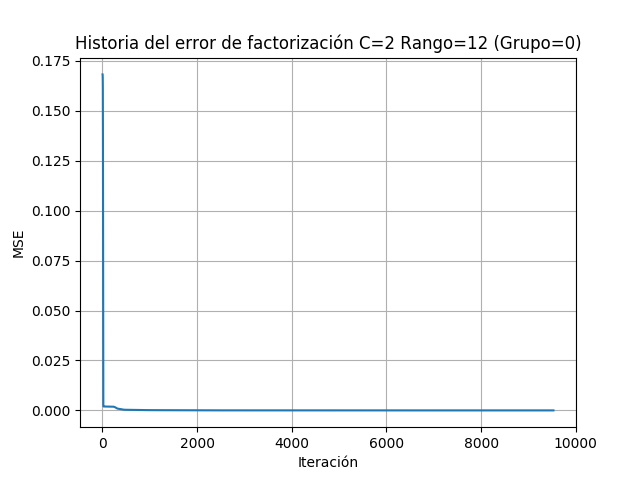 Historia del error de factorización C=2 Rango=12 (Grupo=0)
0.175
0.150
0.125
0.100
0.075
0.050
0.025
0.000
MSE
0 2000 4000 6000 8000 10000
Iteración